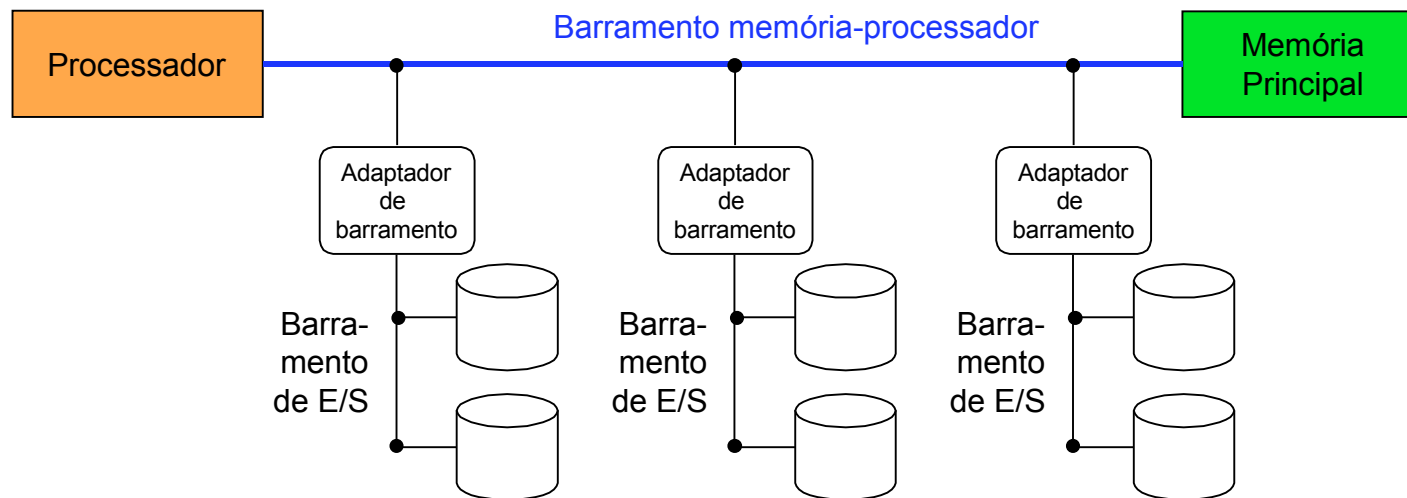 Barramento memória-processador
Processador
Memória
Principal
Adaptador
de
barramento
Adaptador
de
barramento
Adaptador
de
barramento
Barra-
mento
de E/S
Barra-
mento
de E/S
Barra-
mento
de E/S